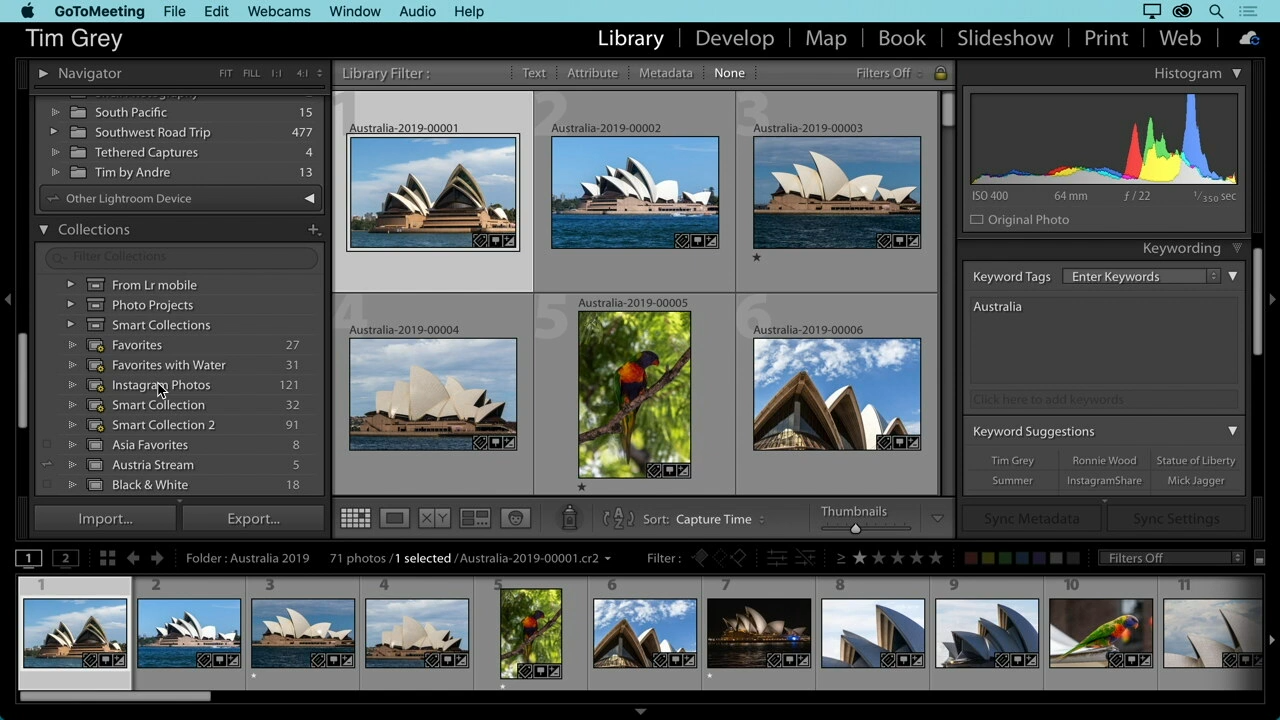 GoToMeeting File Edit Webcams Window Audio Help
Tim Grey
Library | Develop | Map | Book | Slideshow | Print | Web
Navigator FIT FILL 1:1 4:1
South Pacific 15
Southwest Road Trip 477
Tethered Captures 4
Tim by Andre 13
Other Lightroom Device
Collections
Filter Collections
From Lr mobile
Photo Projects
Smart Collections
Favorites 27
Favorites with Water 31
Instagram Photos 121
Smart Collection 32
Smart Collection 2 91
Asia Favorites 8
Austria Stream 5
Black & White 18
Import... Export...
Library Filter : Text Attribute Metadata None Filters Off
1 2 3
Australia-2019-00001 Australia-2019-00002 Australia-2019-00003
4 5 6
Australia-2019-00004 Australia-2019-00005 Australia-2019-00006
Sort: Capture Time Thumbnails
Histogram
ISO 400 64 mm ƒ / 22 1/350 sec
Original Photo
Keywording
Keyword Tags Enter Keywords
Australia
Click here to add keywords
Keyword Suggestions
Tim Grey Ronnie Wood Statue of Liberty
Summer InstagramShare Mick Jagger
Sync Metadata Sync Settings
1 2 Folder : Australia 2019 71 photos / 1 selected / Australia-2019-00001.cr2 Filter : ≥ Filters Off
1 2 3 4 5 6 7 8 9 10 11